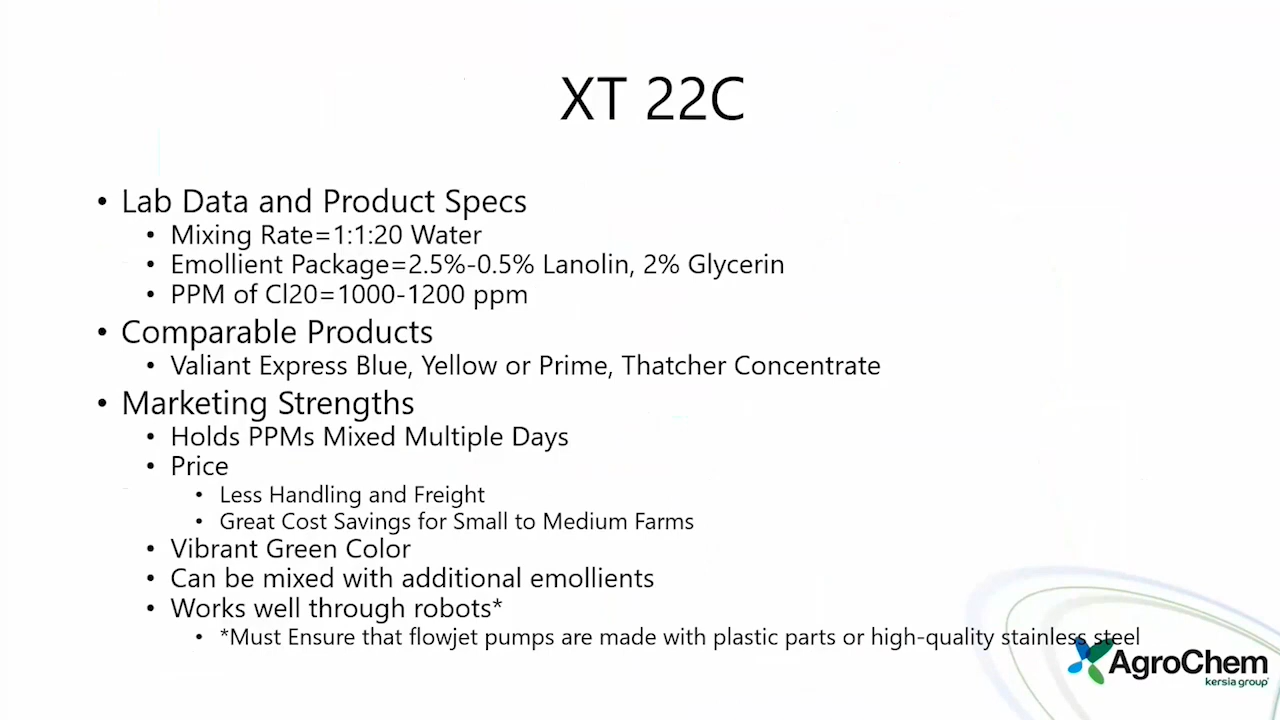 XT 22C
• Lab Data and Product Specs
• Mixing Rate=1:1:20 Water
• Emollient Package=2.5%-0.5% Lanolin, 2% Glycerin
• PPM of Cl20=1000-1200 ppm
• Comparable Products
• Valiant Express Blue, Yellow or Prime, Thatcher Concentrate
• Marketing Strengths
• Holds PPMs Mixed Multiple Days
• Price
• Less Handling and Freight
• Great Cost Savings for Small to Medium Farms
• Vibrant Green Color
• Can be mixed with additional emollients
• Works well through robots*
• *Must Ensure that flowjet pumps are made with plastic parts or high-quality stainless steel
AgroChem
kersia group